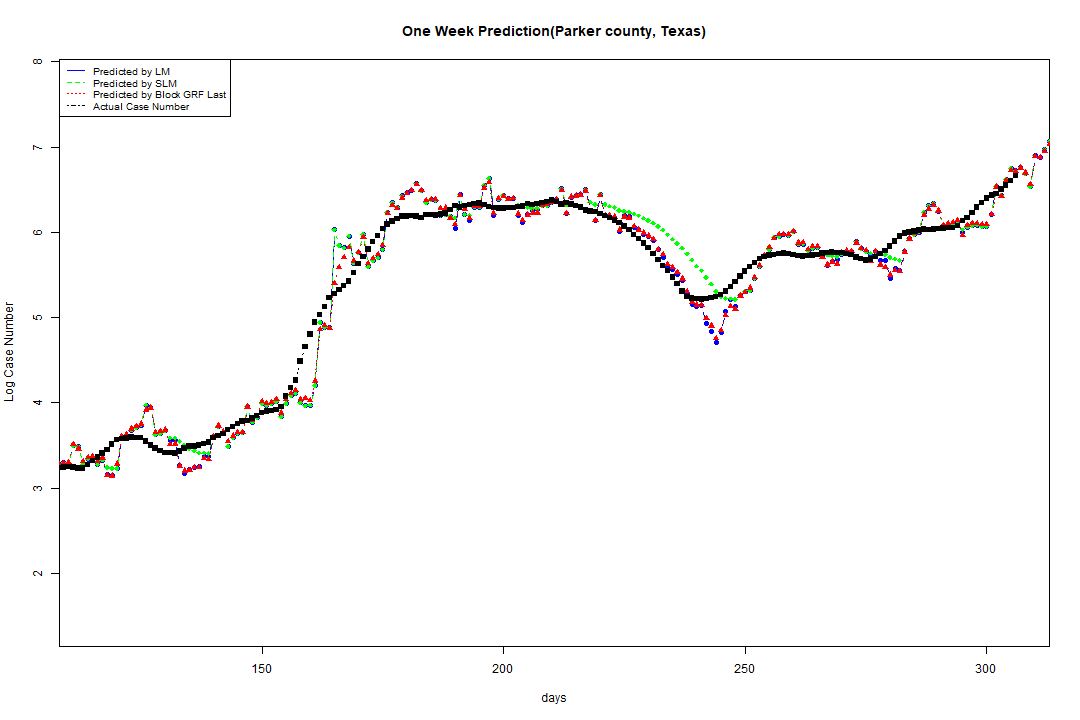 One Week Prediction(Parker county, Texas)
Predicted by LM
Predicted by SLM
Predicted by Block GRF Last
Actual Case Number
8
7
6
5
4
3
2
Log Case Number
150 200 250 300
days